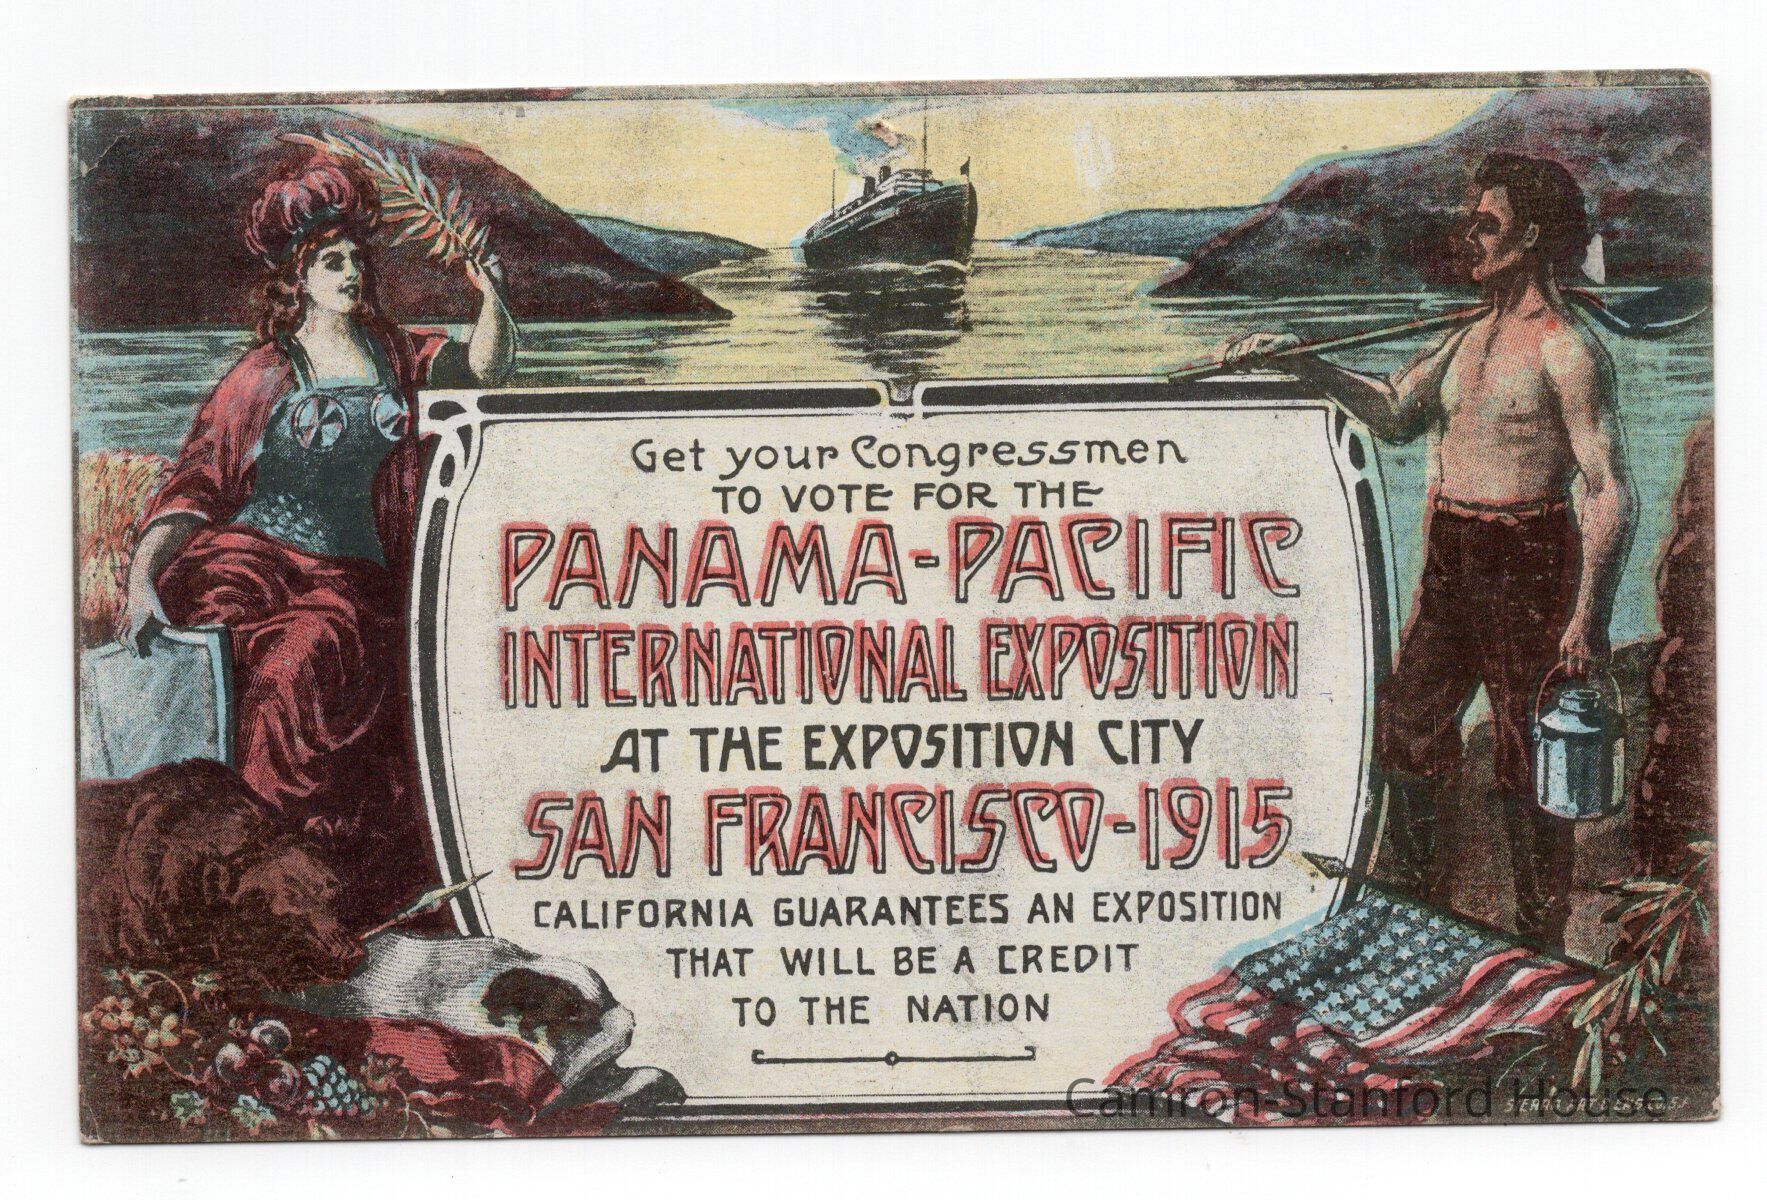 Get your Congressmen
TO VOTE FOR THE
PANAMA-PACIFIC
INTERNATIONAL EXPOSITION
AT THE EXPOSITION CITY
SAN FRANCISCO-1915
CALIFORNIA GUARANTEES AN EXPOSITION
THAT WILL BE A CREDIT
TO THE NATION
Camron-Stanford House